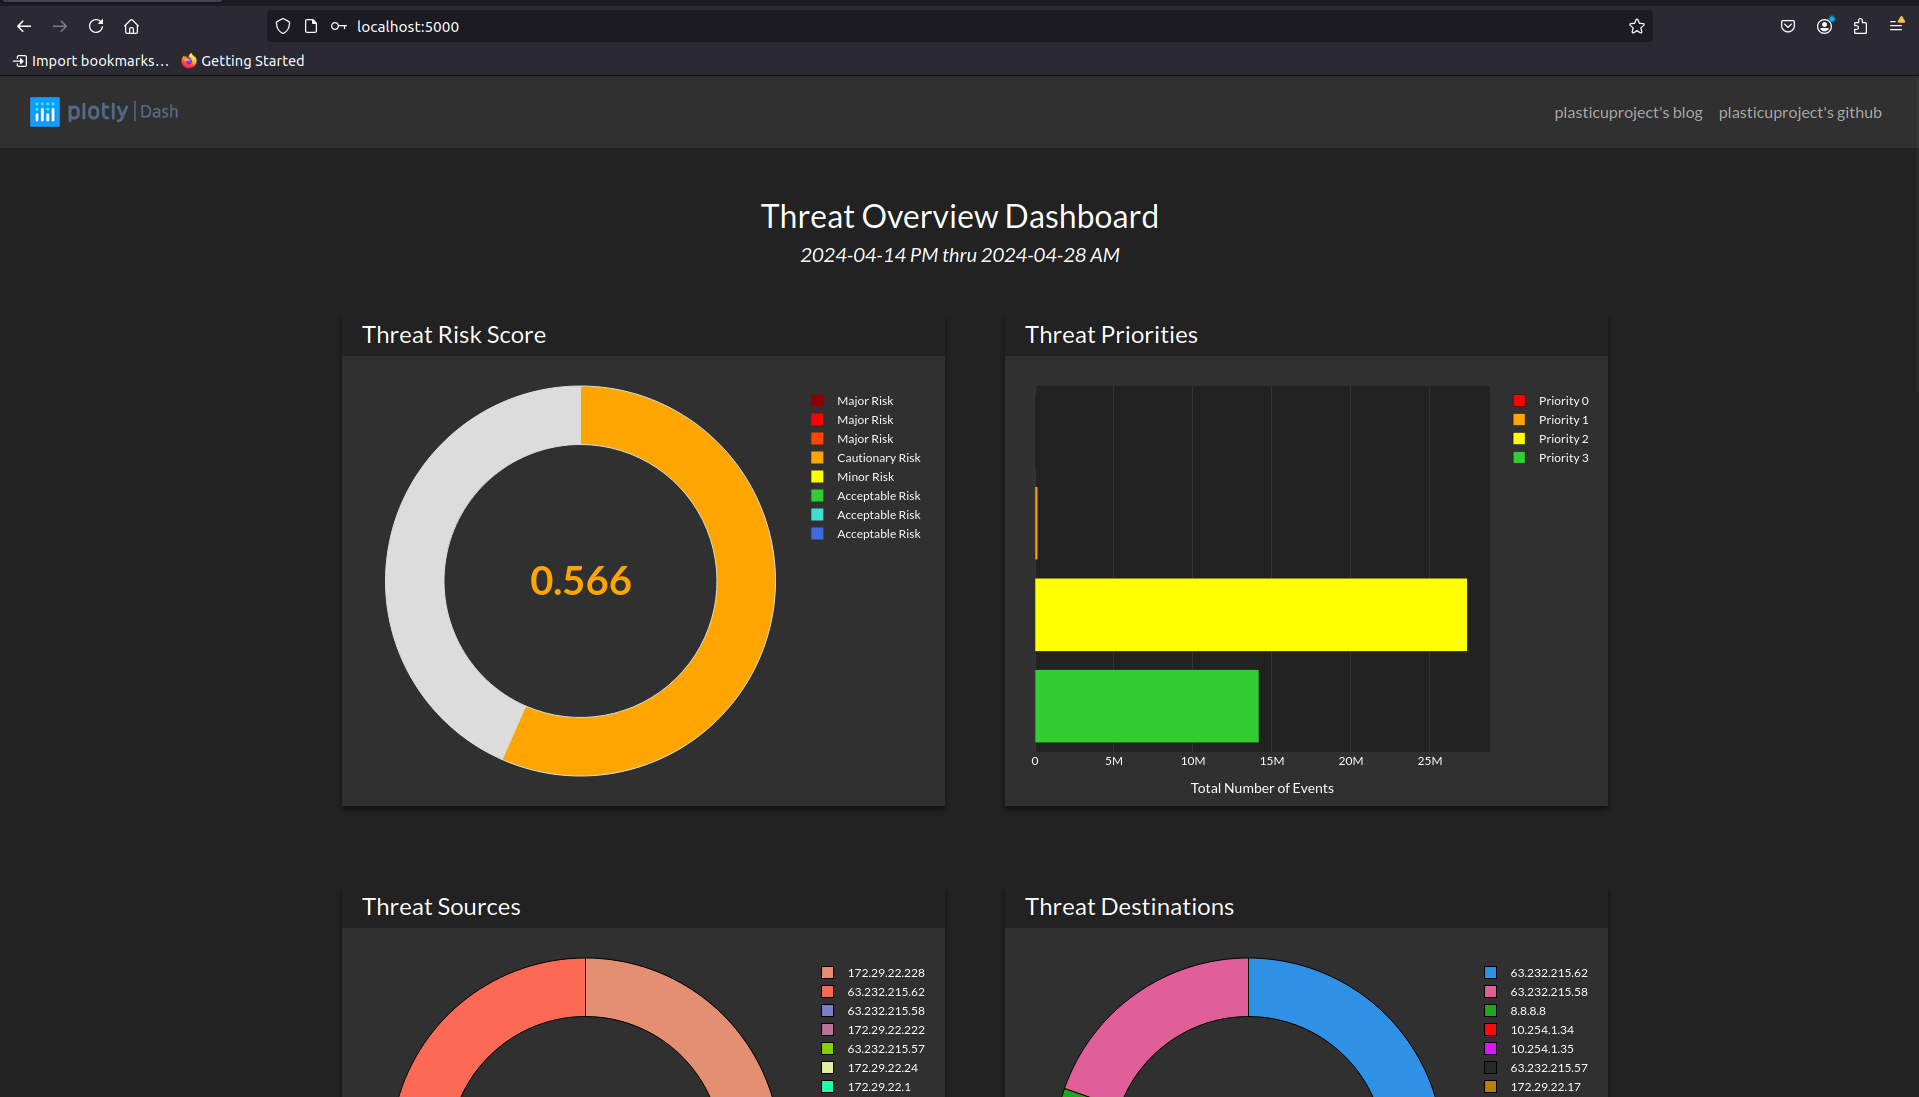 localhost:5000
Import bookmarks...
Getting Started
plotly | Dash
plasticuproject's blog
plasticuproject's github
Threat Overview Dashboard
2024-04-14 PM thru 2024-04-28 AM
Threat Risk Score
Major Risk
Major Risk
Major Risk
Cautionary Risk
Minor Risk
Acceptable Risk
Acceptable Risk
Acceptable Risk
0.566
Threat Priorities
Priority 0
Priority 1
Priority 2
Priority 3
0 5M 10M 15M 20M 25M
Total Number of Events
Threat Sources
172.29.22.228
63.232.215.62
63.232.215.58
172.29.22.222
63.232.215.57
172.29.22.24
172.29.22.1
Threat Destinations
63.232.215.62
63.232.215.58
8.8.8.8
10.254.1.34
10.254.1.35
63.232.215.57
172.29.22.17